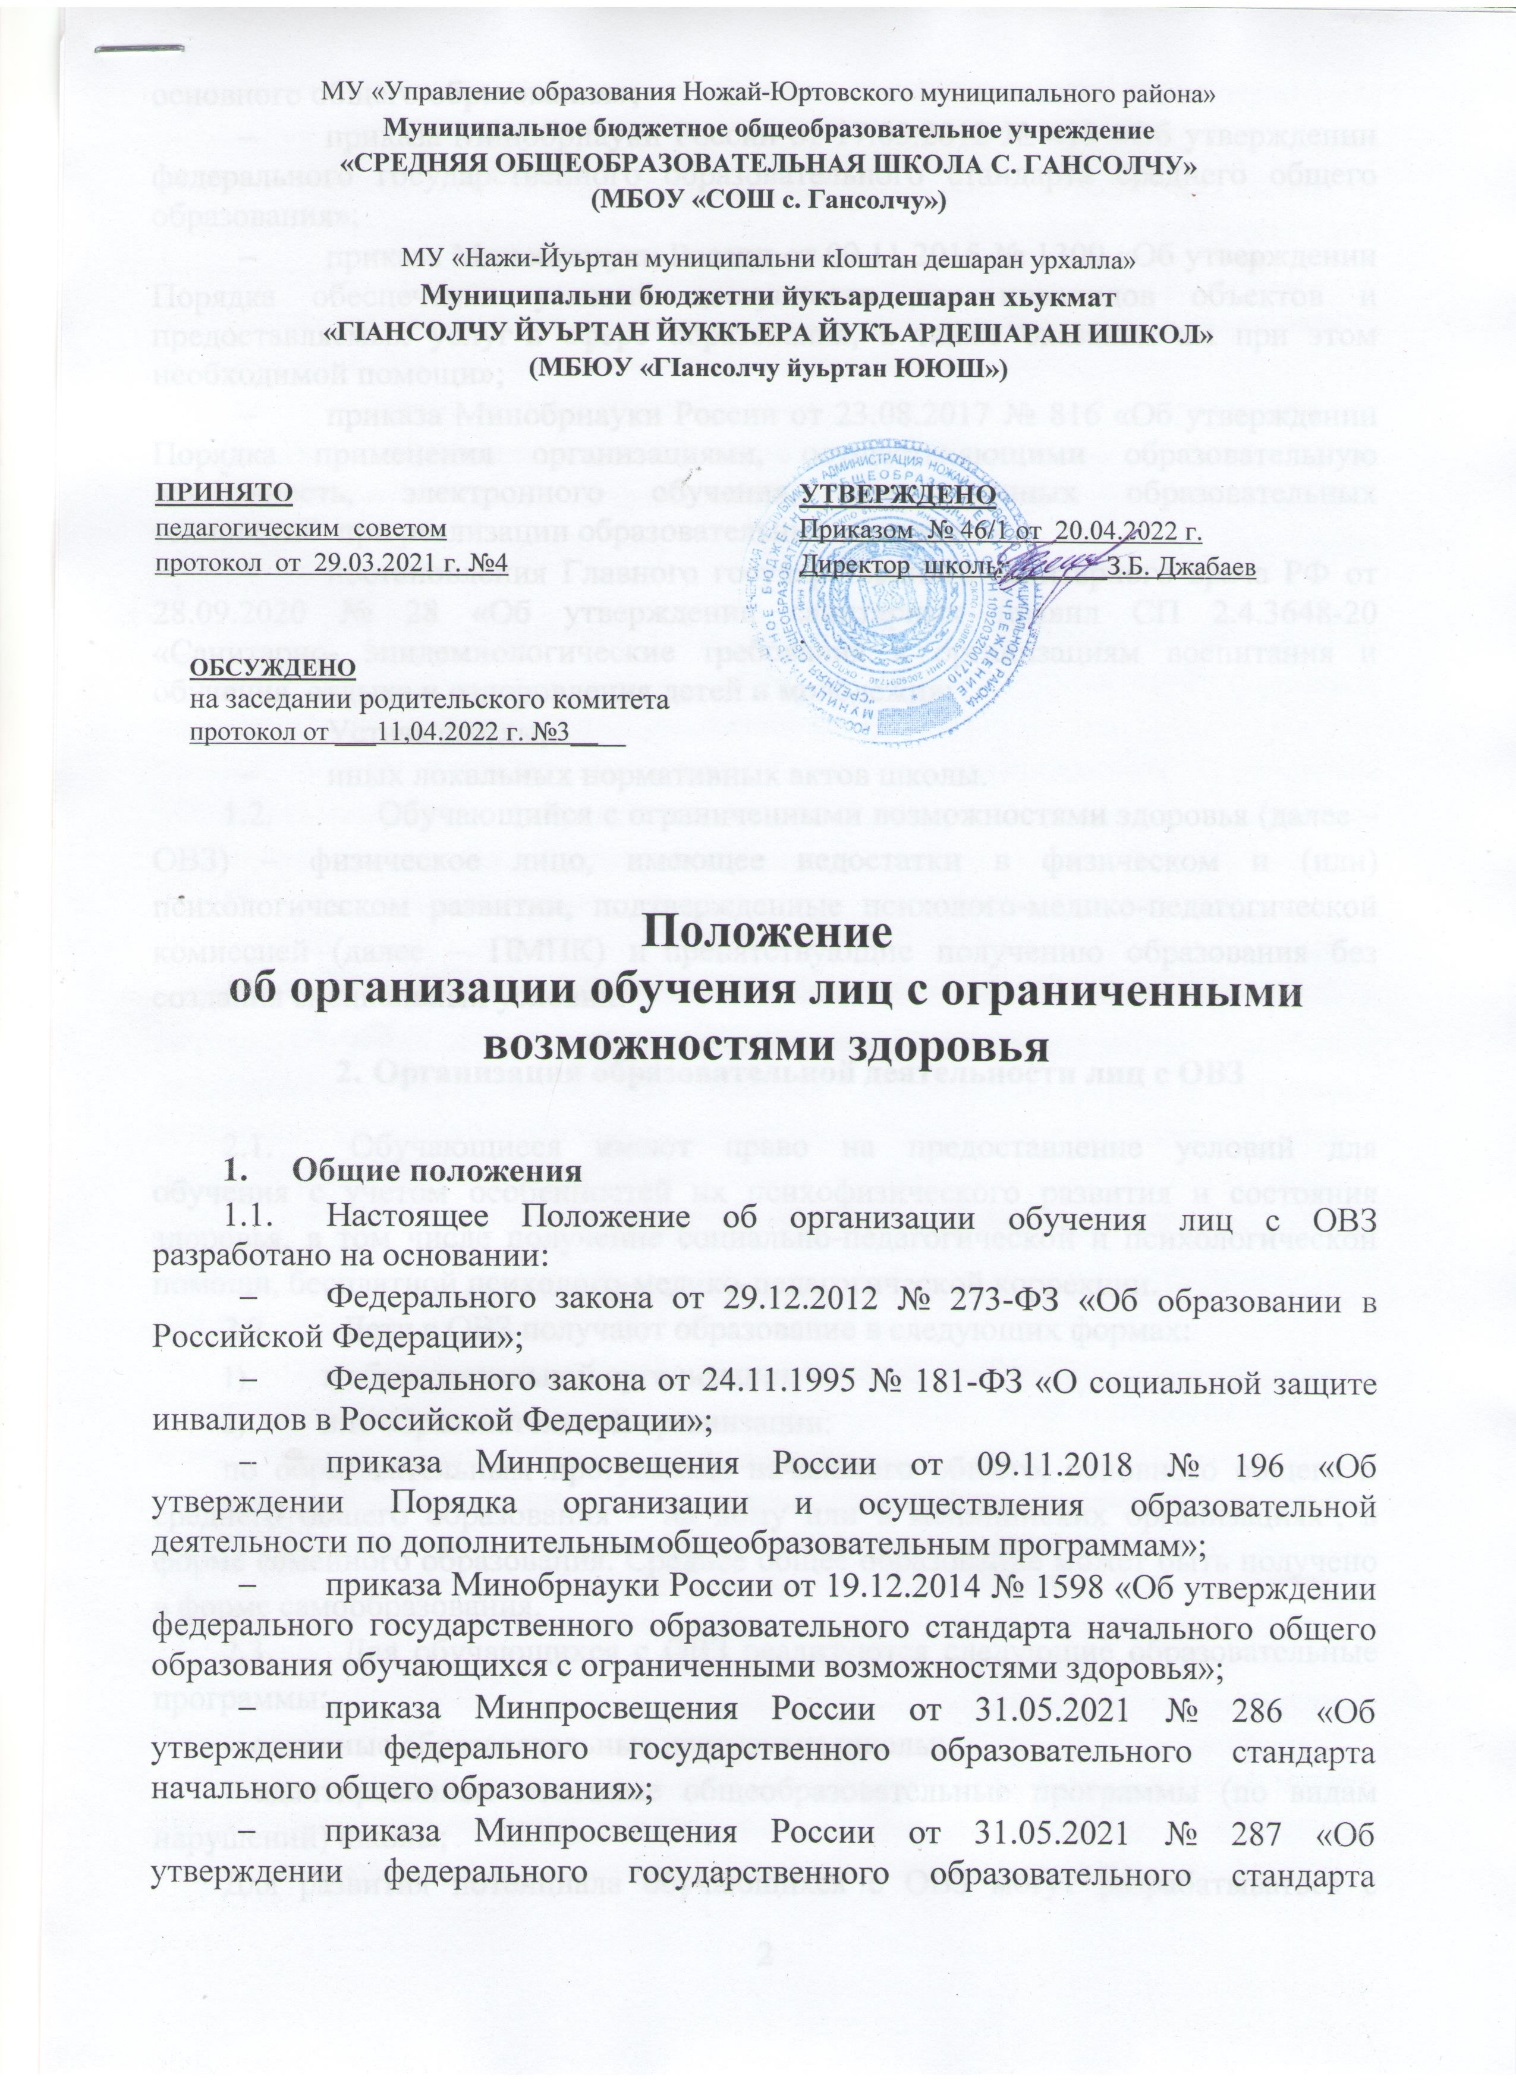 МУ «Управление образования Ножай-Юртовского муниципального района»
Муниципальное бюджетное общеобразовательное учреждение
«СРЕДНЯЯ ОБЩЕОБРАЗОВАТЕЛЬНАЯ ШКОЛА С. ГАНСОЛЧУ»
(МБОУ «СОШ с. Гансолчу»)
МУ «Нажи-Йуьртан муниципальни кІоштан дешаран урхалла»
Муниципальни бюджетни йукъардешаран хьукмат
«ГІАНСОЛЧУ ЙУЬРТАН ЙУККЪЕРА ЙУКЪАРДЕШАРАН ИШКОЛ»
(МБЮУ «ГІансолчу йуьртан ЮЮШ»)
ПРИНЯТО
педагогическим советом
протокол от 29.03.2021 г. №4
УТВЕРЖДЕНО
Приказом № 46/1 от 20.04.2022 г.
Директор школы ________ З.Б. Джабаев
ОБСУЖДЕНО
на заседании родительского комитета
протокол от ___11,04.2022 г. №3____
Положение
об организации обучения лиц с ограниченными
возможностями здоровья
1. Общие положения
1.1. Настоящее Положение об организации обучения лиц с ОВЗ
разработано на основании:
– Федерального закона от 29.12.2012 № 273-ФЗ «Об образовании в
Российской Федерации»;
– Федерального закона от 24.11.1995 № 181-ФЗ «О социальной защите
инвалидов в Российской Федерации»;
– приказа Минпросвещения России от 09.11.2018 № 196 «Об
утверждении Порядка организации и осуществления образовательной
деятельности по дополнительнымобщеобразовательным программам»;
– приказа Минобрнауки России от 19.12.2014 № 1598 «Об утверждении
федерального государственного образовательного стандарта начального общего
образования обучающихся с ограниченными возможностями здоровья»;
– приказа Минпросвещения России от 31.05.2021 № 286 «Об
утверждении федерального государственного образовательного стандарта
начального общего образования»;
– приказа Минпросвещения России от 31.05.2021 № 287 «Об
утверждении федерального государственного образовательного стандарта